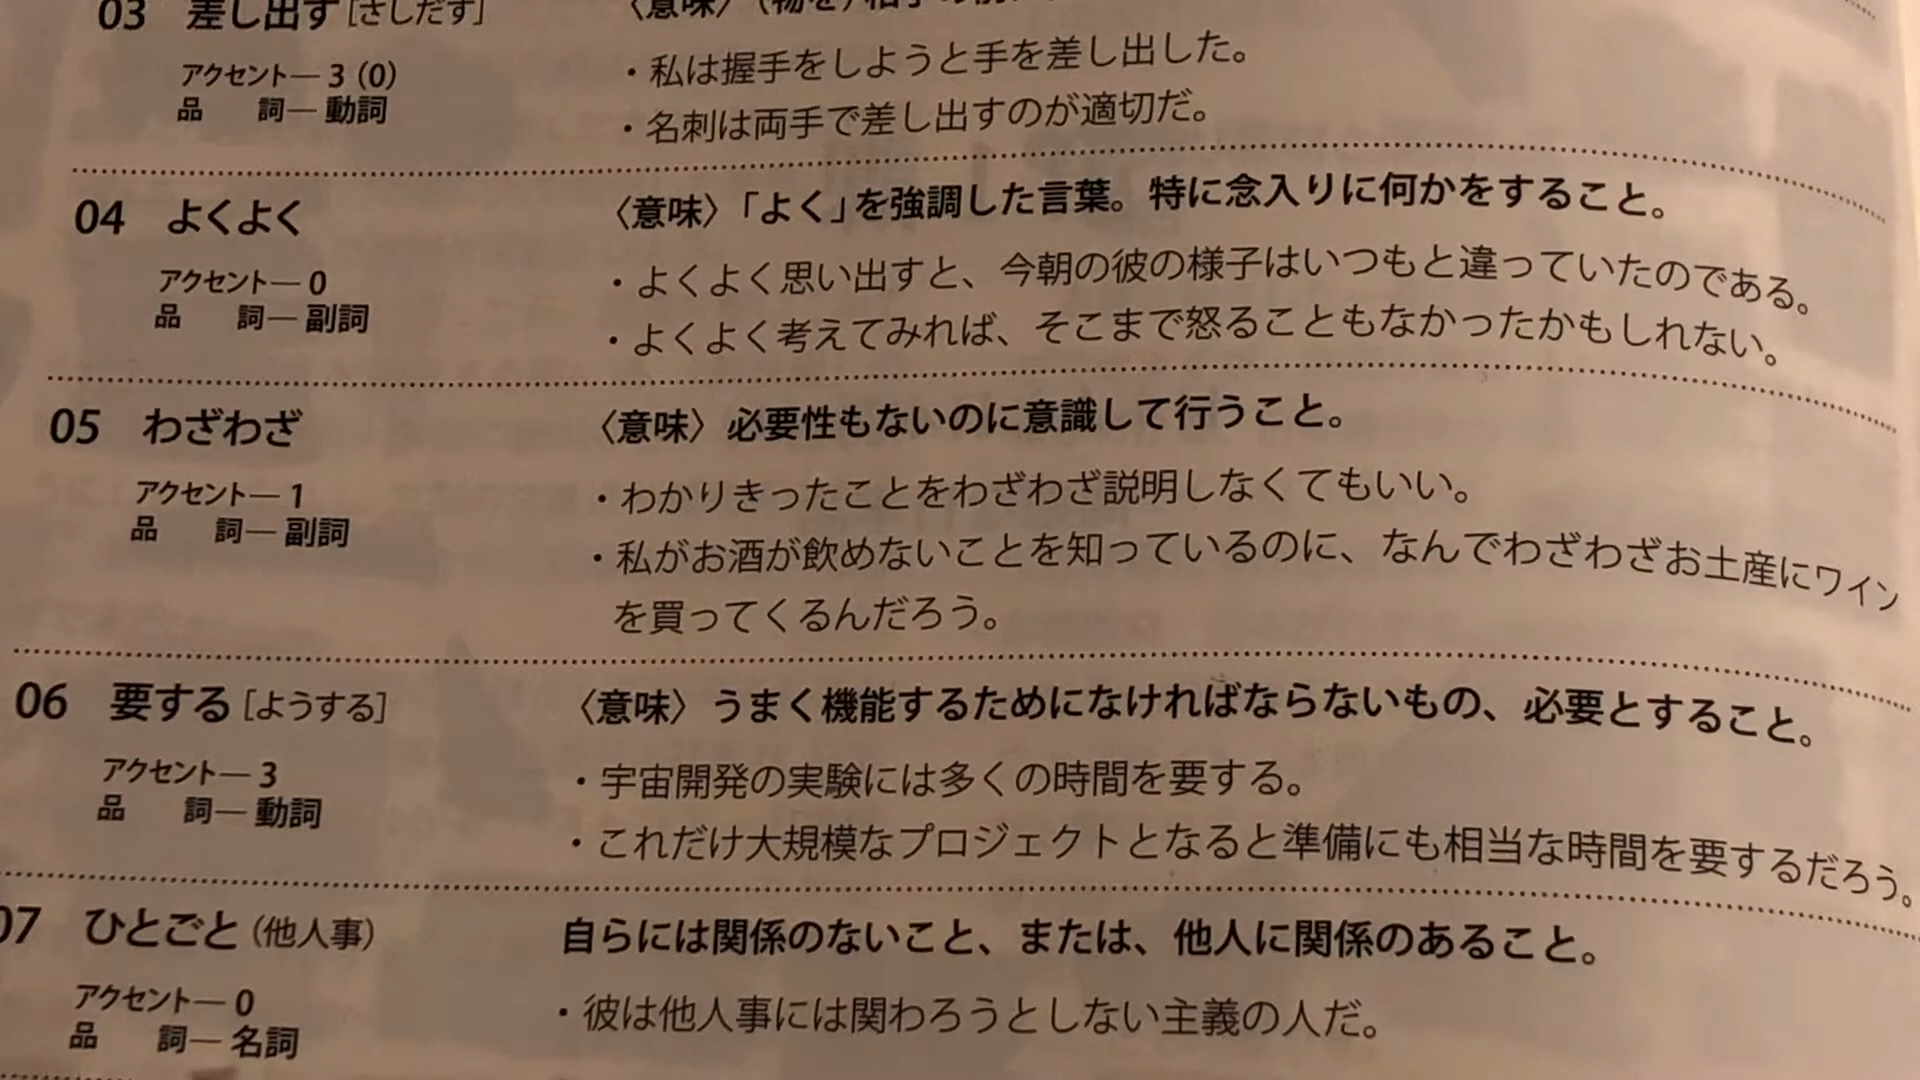 03 差し出す［さしだす］ 〈意味〉（物を）相手の前に
アクセント― 3 (0) ・私は握手をしようと手を差し出した。
品　詞― 動詞 ・名刺は両手で差し出すのが適切だ。
04 よくよく 〈意味〉「よく」を強調した言葉。特に念入りに何かをすること。
アクセント― 0 ・よくよく思い出すと、今朝の彼の様子はいつもと違っていたのである。
品　詞― 副詞 ・よくよく考えてみれば、そこまで怒ることもなかったかもしれない。
05 わざわざ 〈意味〉必要性もないのに意識して行うこと。
アクセント― 1 ・わかりきったことをわざわざ説明しなくてもいい。
品　詞― 副詞 ・私がお酒が飲めないことを知っているのに、なんでわざわざお土産にワイン
を買ってくるんだろう。
06 要する［ようする］ 〈意味〉うまく機能するためになければならないもの、必要とすること。
アクセント― 3 ・宇宙開発の実験には多くの時間を要する。
品　詞― 動詞 ・これだけ大規模なプロジェクトとなると準備にも相当な時間を要するだろう。
07 ひとごと（他人事） 自らには関係のないこと、または、他人に関係のあること。
アクセント― 0 ・彼は他人事には関わろうとしない主義の人だ。
品　詞― 名詞